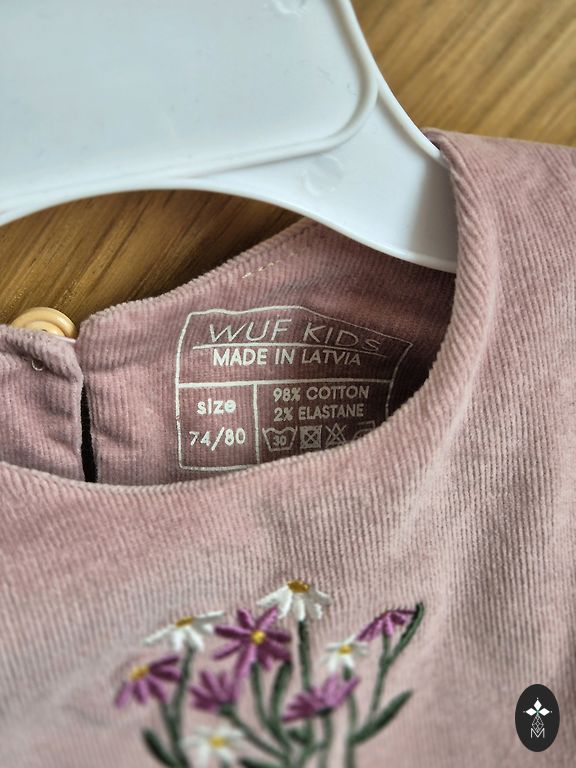 WUF KIDS
MADE IN LATVIA
size
74/80
98% COTTON
2% ELASTANE
30
M